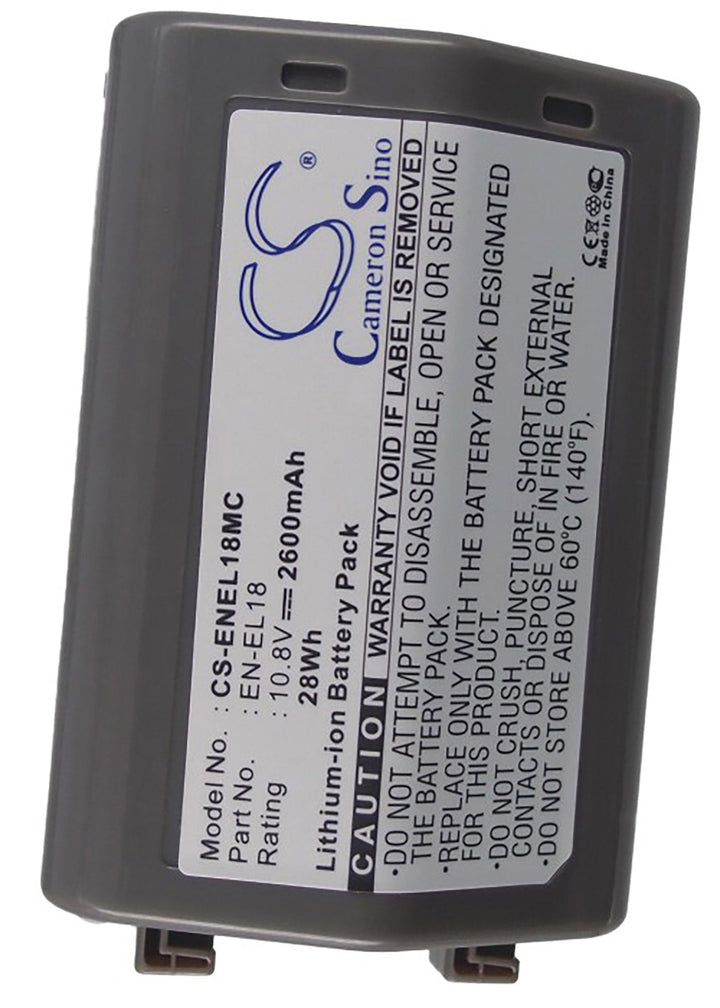 CS ®
Cameron Sino
Model No. : CS-ENEL18MC
Part No. : EN-EL18
Rating : 10.8V 2600mAh
28Wh
Lithium-ion Battery Pack
CAUTION WARRANTY VOID IF LABEL IS REMOVED
·DO NOT ATTEMPT TO DISASSEMBLE, OPEN OR SERVICE
THE BATTERY PACK.
·REPLACE ONLY WITH THE BATTERY PACK DESIGNATED
FOR THIS PRODUCT.
·DO NOT CRUSH, PUNCTURE, SHORT EXTERNAL
CONTACTS OR DISPOSE OF IN FIRE OR WATER.
·DO NOT STORE ABOVE 60°C (140°F).
CE
Made in China